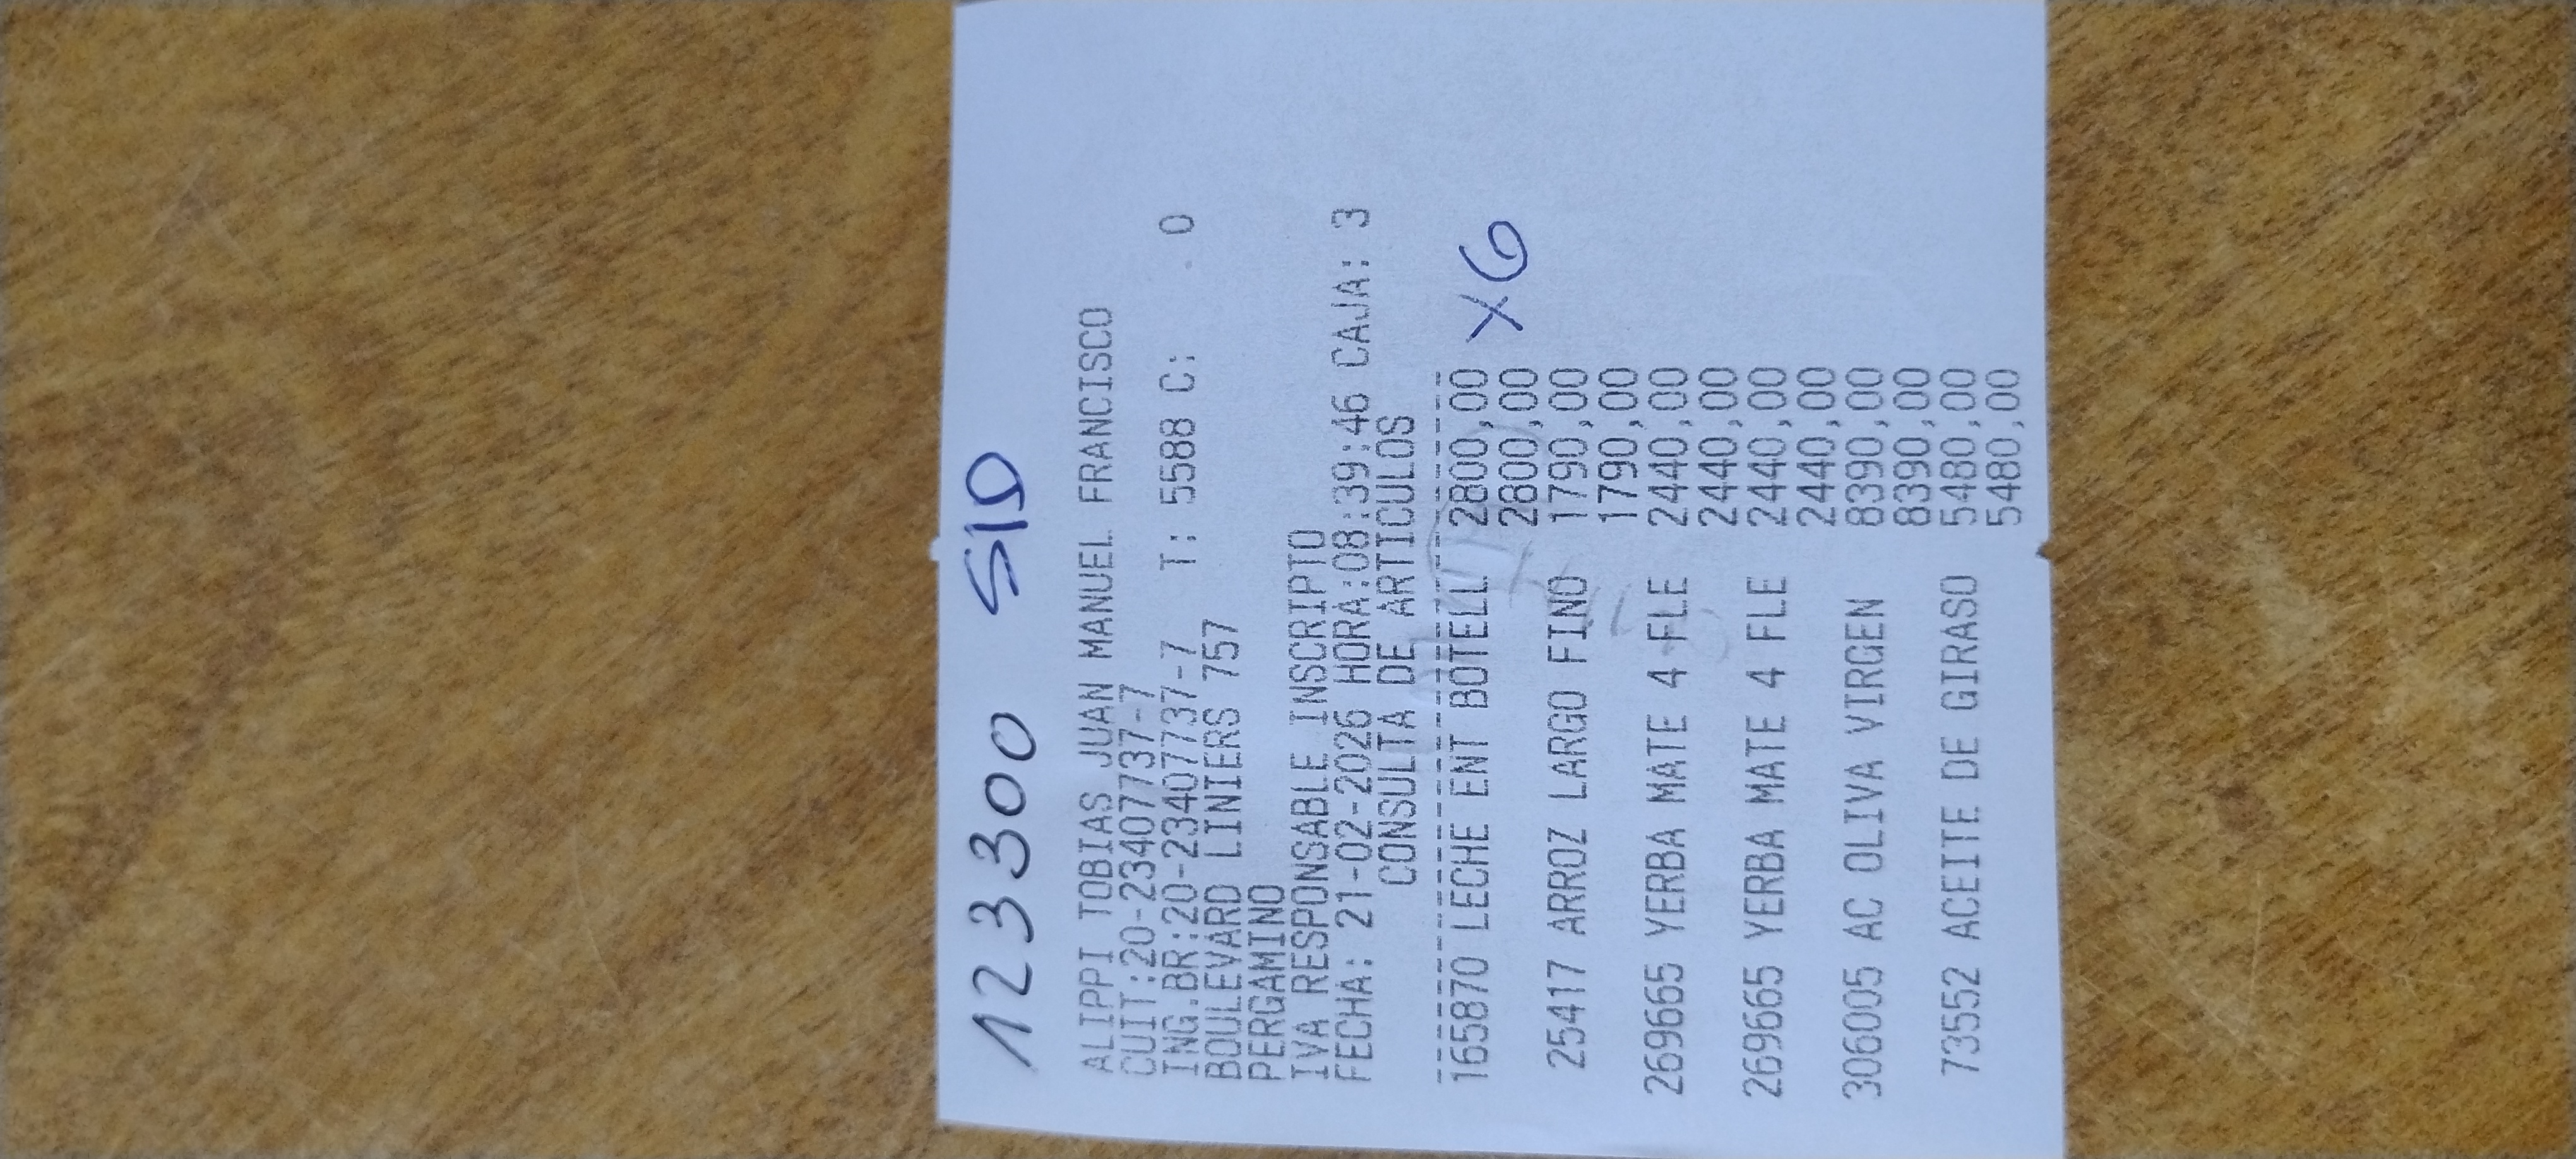 123300 SID
ALIPPI TOBIAS JUAN MANUEL FRANCISCO
CUIT:20-23407737-7
ING.BR:20-23407737-7 T: 5588 C: 0
BOULEVARD LINIERS 757
PERGAMINO
IVA RESPONSABLE INSCRIPTO
FECHA: 21-02-2026 HORA:08:39:46 CAJA: 3
CONSULTA DE ARTICULOS
165870 LECHE ENT BOTELL 2800,00 X6
2800,00
25417 ARROZ LARGO FINO 1790,00
1790,00
269665 YERBA MATE 4 FLE 2440,00
2440,00
269665 YERBA MATE 4 FLE 2440,00
2440,00
306005 AC OLIVA VIRGEN 8390,00
8390,00
73552 ACEITE DE GIRASO 5480,00
5480,00